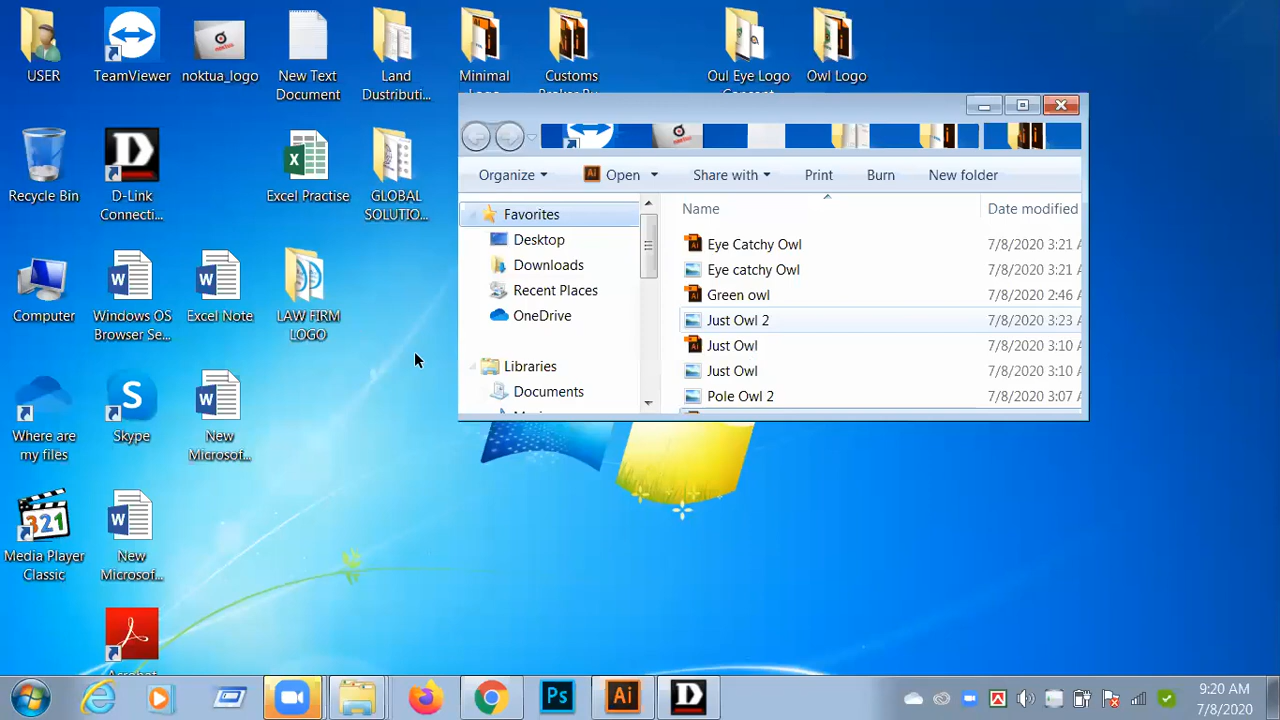 USER
TeamViewer
noktua_logo
New Text
Document
Land
Dustributi...
Minimal
Customs
Oul Eye Logo
Owl Logo
Recycle Bin
D-Link
Connecti...
Excel Practise
GLOBAL
SOLUTIO...
Computer
Windows OS
Browser Se...
Excel Note
LAW FIRM
LOGO
Where are
my files
Skype
New
Microsof...
Media Player
Classic
New
Microsof...
Organize
Open
Share with
Print
Burn
New folder
Favorites
Desktop
Downloads
Recent Places
OneDrive
Libraries
Documents
Name
Date modified
Eye Catchy Owl
7/8/2020 3:21
Eye catchy Owl
7/8/2020 3:21
Green owl
7/8/2020 2:46
Just Owl 2
7/8/2020 3:23
Just Owl
7/8/2020 3:10
Just Owl
7/8/2020 3:10
Pole Owl 2
7/8/2020 3:07
321
Ps
Ai
D
9:20 AM
7/8/2020